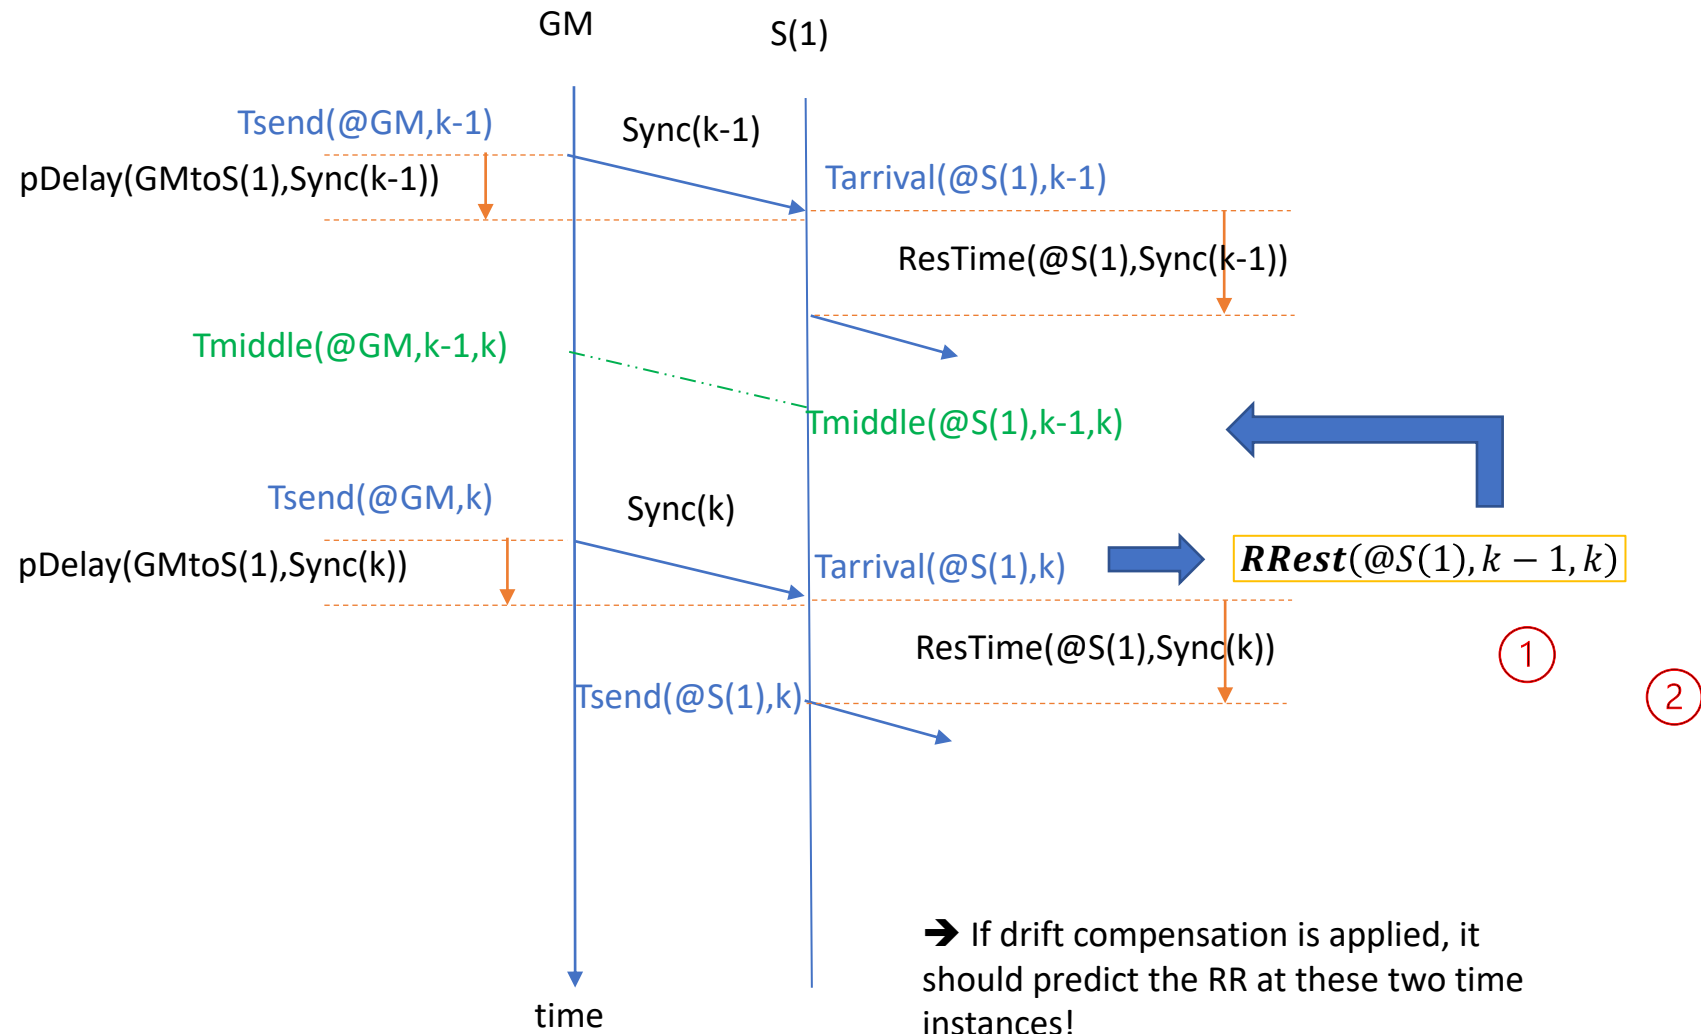 GM
S(1)
Tsend(@GM,k-1)
Sync(k-1)
pDelay(GMtoS(1),Sync(k-1))
Tarrival(@S(1),k-1)
ResTime(@S(1),Sync(k-1))
Tmiddle(@GM,k-1,k)
Tmiddle(@S(1),k-1,k)
Tsend(@GM,k)
Sync(k)
pDelay(GMtoS(1),Sync(k))
Tarrival(@S(1),k)
RRest(@S(1), k − 1, k)
ResTime(@S(1),Sync(k))
1
Tsend(@S(1),k)
2
➔ If drift compensation is applied, it
should predict the RR at these two time
instances!
time